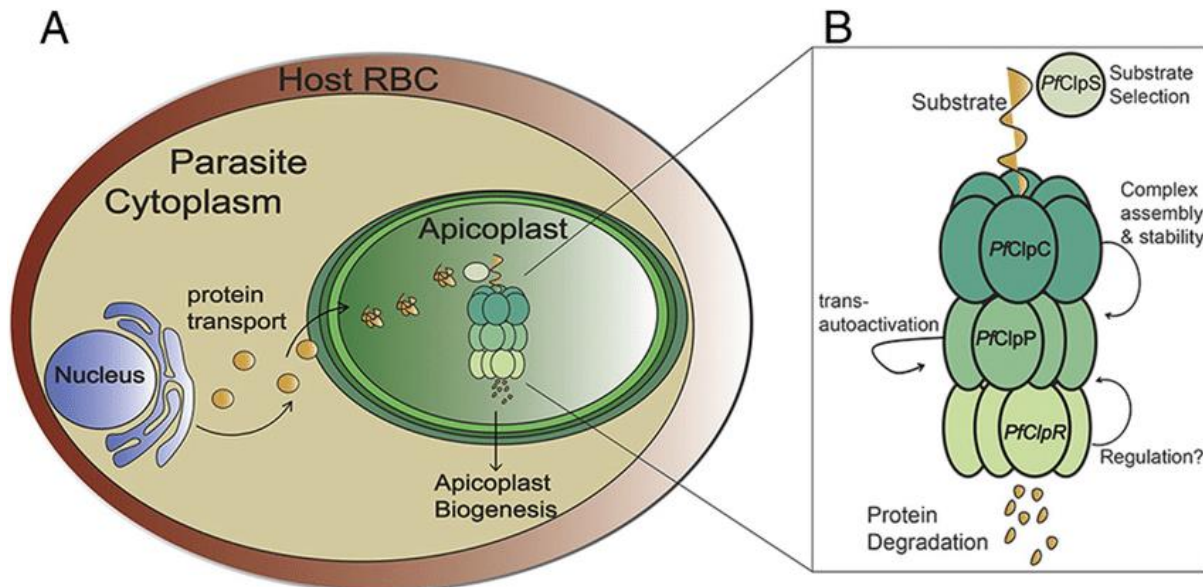 A
Host RBC
Parasite
Cytoplasm
Apicoplast
protein
transport
Nucleus
Apicoplast
Biogenesis
B
PfClpS
Substrate
Selection
Substrate
Complex
assembly
& stability
PfClpC
trans-
autoactivation
PfClpP
PfClpR
Regulation?
Protein
Degradation